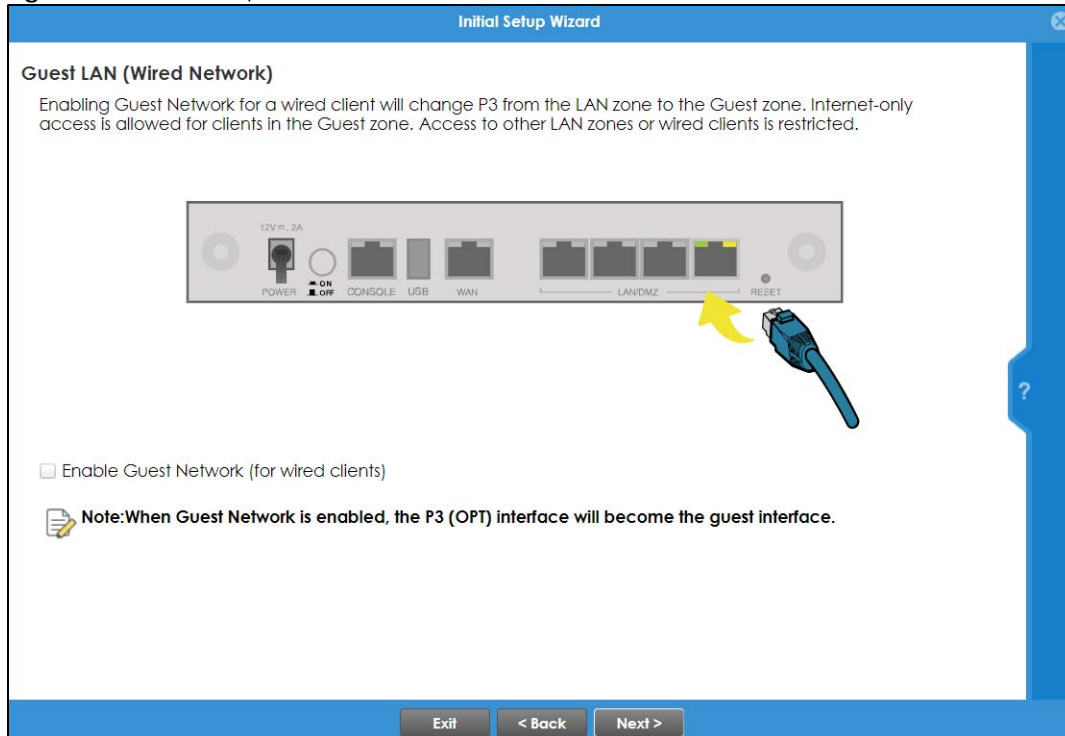 Initial Setup Wizard
Guest LAN (Wired Network)
Enabling Guest Network for a wired client will change P3 from the LAN zone to the Guest zone. Internet-only
access is allowed for clients in the Guest zone. Access to other LAN zones or wired clients is restricted.
12V⎓, 2A
ON
OFF
POWER
CONSOLE
USB
WAN
LAN/DMZ
RESET
?
Enable Guest Network (for wired clients)
Note:When Guest Network is enabled, the P3 (OPT) interface will become the guest interface.
Exit
< Back
Next >